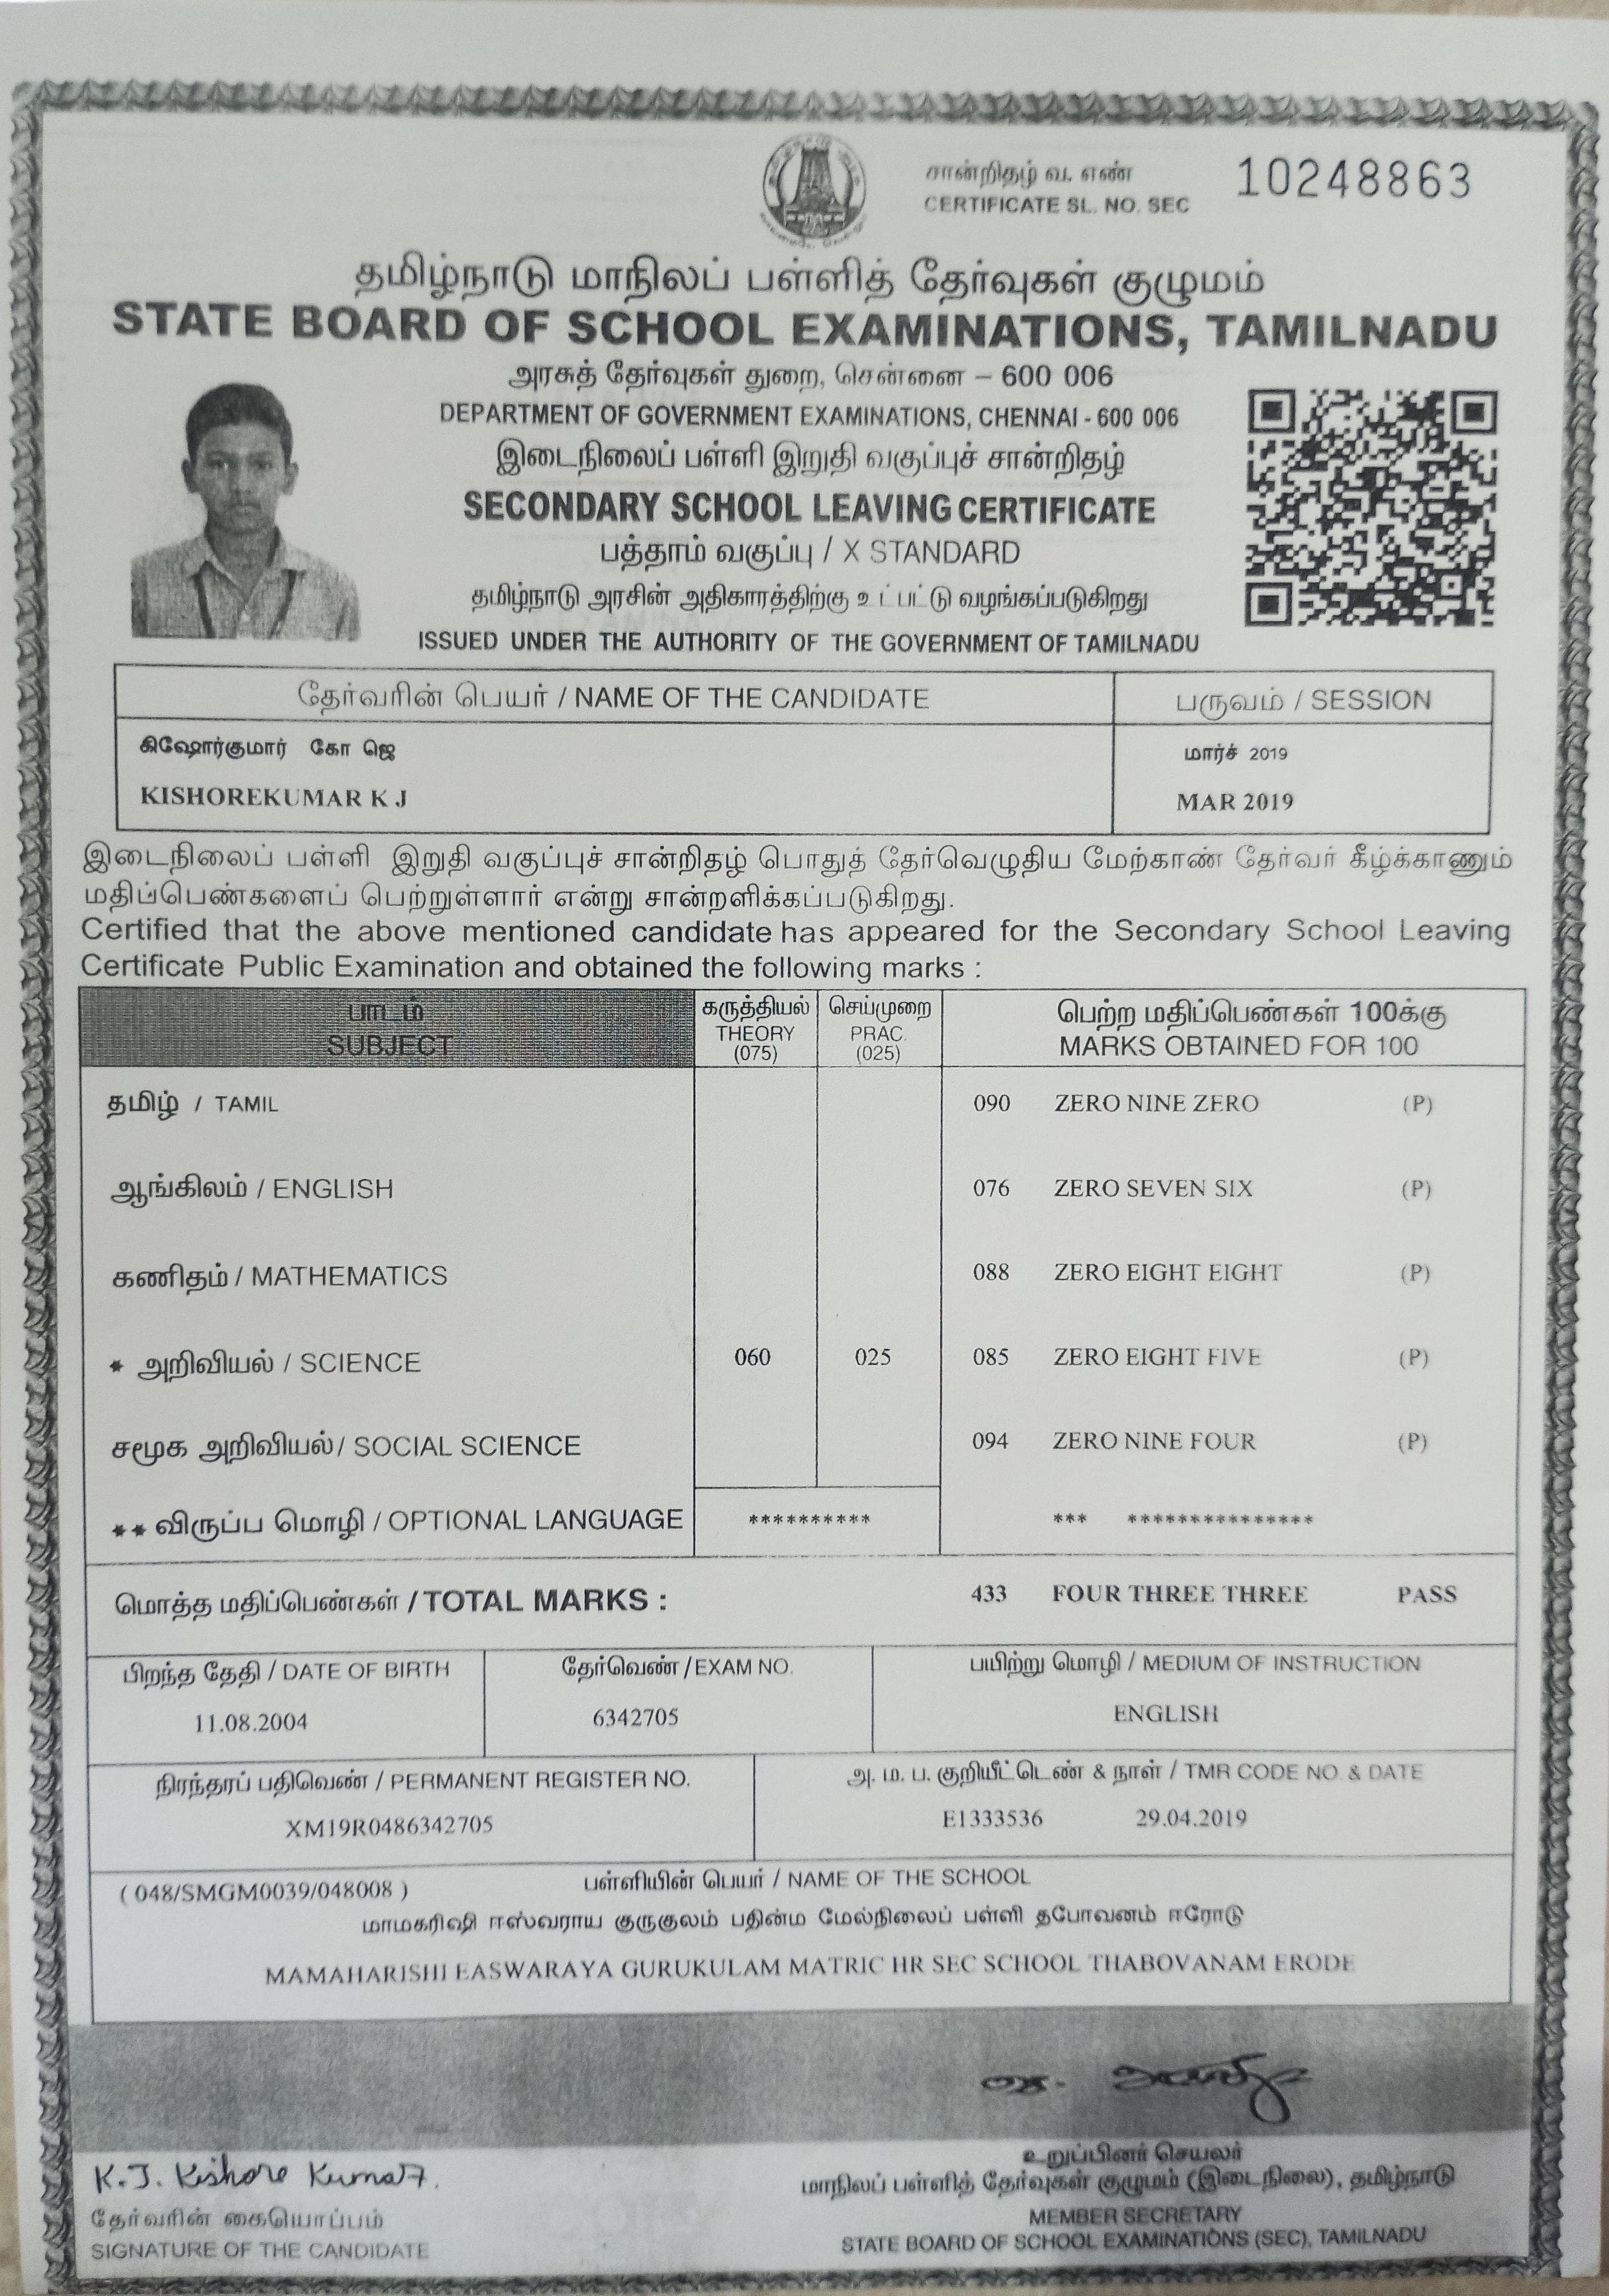 சான்றிதழ் வ. எண்
CERTIFICATE SL. NO. SEC 10248863
தமிழ்நாடு மாநிலப் பள்ளித் தேர்வுகள் குழுமம்
STATE BOARD OF SCHOOL EXAMINATIONS, TAMILNADU
அரசுத் தேர்வுகள் துறை, சென்னை – 600 006
DEPARTMENT OF GOVERNMENT EXAMINATIONS, CHENNAI - 600 006
இடைநிலைப் பள்ளி இறுதி வகுப்புச் சான்றிதழ்
SECONDARY SCHOOL LEAVING CERTIFICATE
பத்தாம் வகுப்பு / X STANDARD
தமிழ்நாடு அரசின் அதிகாரத்திற்கு உட்பட்டு வழங்கப்படுகிறது
ISSUED UNDER THE AUTHORITY OF THE GOVERNMENT OF TAMILNADU
தேர்வரின் பெயர் / NAME OF THE CANDIDATE பருவம் / SESSION
கிஷோர்குமார் கோ ஜெ மார்ச் 2019
KISHOREKUMAR K J MAR 2019
இடைநிலைப் பள்ளி இறுதி வகுப்புச் சான்றிதழ் பொதுத் தேர்வெழுதிய மேற்காண் தேர்வர் கீழ்க்காணும்
மதிப்பெண்களைப் பெற்றுள்ளார் என்று சான்றளிக்கப்படுகிறது.
Certified that the above mentioned candidate has appeared for the Secondary School Leaving
Certificate Public Examination and obtained the following marks :
பாடம் கருத்தியல் செய்முறை பெற்ற மதிப்பெண்கள் 100க்கு
SUBJECT THEORY PRAC. MARKS OBTAINED FOR 100
(075) (025)
தமிழ் / TAMIL 090 ZERO NINE ZERO (P)
ஆங்கிலம் / ENGLISH 076 ZERO SEVEN SIX (P)
கணிதம் / MATHEMATICS 088 ZERO EIGHT EIGHT (P)
* அறிவியல் / SCIENCE 060 025 085 ZERO EIGHT FIVE (P)
சமூக அறிவியல் / SOCIAL SCIENCE 094 ZERO NINE FOUR (P)
** விருப்ப மொழி / OPTIONAL LANGUAGE ********** *** ***************
மொத்த மதிப்பெண்கள் / TOTAL MARKS : 433 FOUR THREE THREE PASS
பிறந்த தேதி / DATE OF BIRTH தேர்வெண் / EXAM NO. பயிற்று மொழி / MEDIUM OF INSTRUCTION
11.08.2004 6342705 ENGLISH
நிரந்தரப் பதிவெண் / PERMANENT REGISTER NO. அ. ம. ப. குறியீட்டெண் & நாள் / TMR CODE NO. & DATE
XM19R0486342705 E1333536 29.04.2019
( 048/SMGM0039/048008 ) பள்ளியின் பெயர் / NAME OF THE SCHOOL
மாமகரிஷி ஈஸ்வராய குருகுலம் பதின்ம மேல்நிலைப் பள்ளி தபோவனம் ஈரோடு
MAMAHARISHI EASWARAYA GURUKULAM MATRIC HR SEC SCHOOL THABOVANAM ERODE
K.J. Kishore Kumar.
தேர்வரின் கையொப்பம்
SIGNATURE OF THE CANDIDATE
உறுப்பினர் செயலர்
மாநிலப் பள்ளித் தேர்வுகள் குழுமம் (இடைநிலை), தமிழ்நாடு
MEMBER SECRETARY
STATE BOARD OF SCHOOL EXAMINATIONS (SEC), TAMILNADU